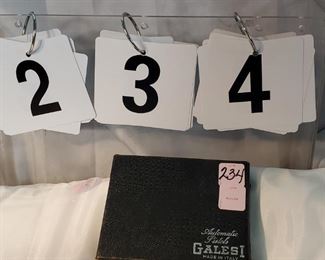 2 3 4
234
Automatic
Pistols
GALESI
MADE IN ITALY